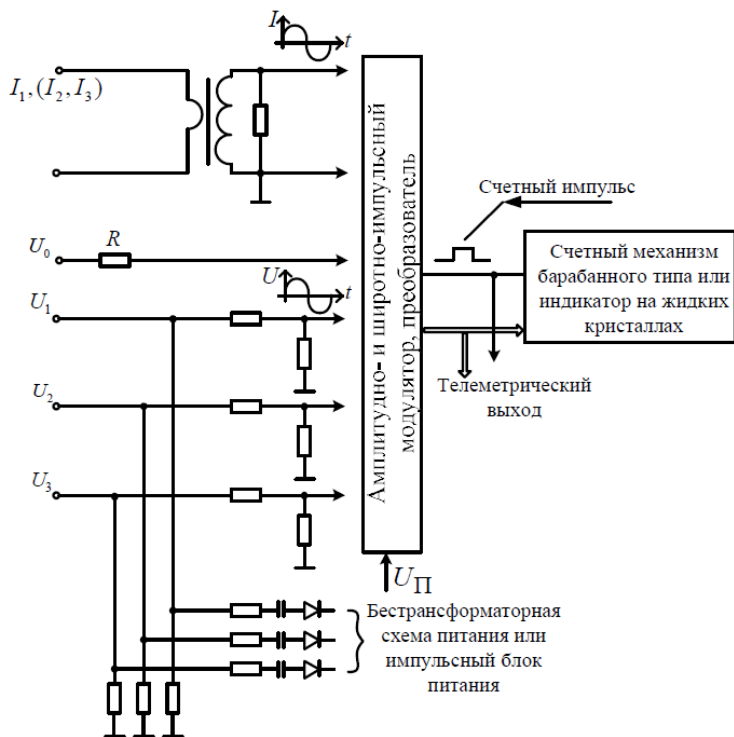 I
t
I₁,(I₂,I₃)
Счетный импульс
U₀
R
U
t
U₁
U₂
U₃
Амплитудно- и широтно-импульсный
модулятор, преобразователь
Счетный механизм
барабанного типа или
индикатор на жидких
кристаллах
Телеметрический
выход
U_П
Бестрансформаторная
схема питания или
импульсный блок
питания